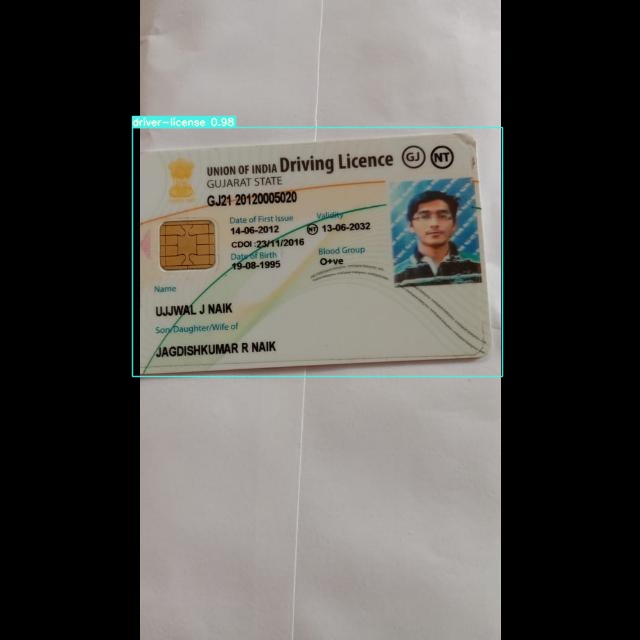 driver-license 0.98
UNION OF INDIA Driving Licence GJ NT
GUJARAT STATE
GJ21 20120005020
Date of First Issue Validity
14-06-2012 NT 13-06-2032
CDOI :23/11/2016
Date of Birth Blood Group
19-08-1995 O+ve
Name
UJJWAL J NAIK
Son/Daughter/Wife of
JAGDISHKUMAR R NAIK